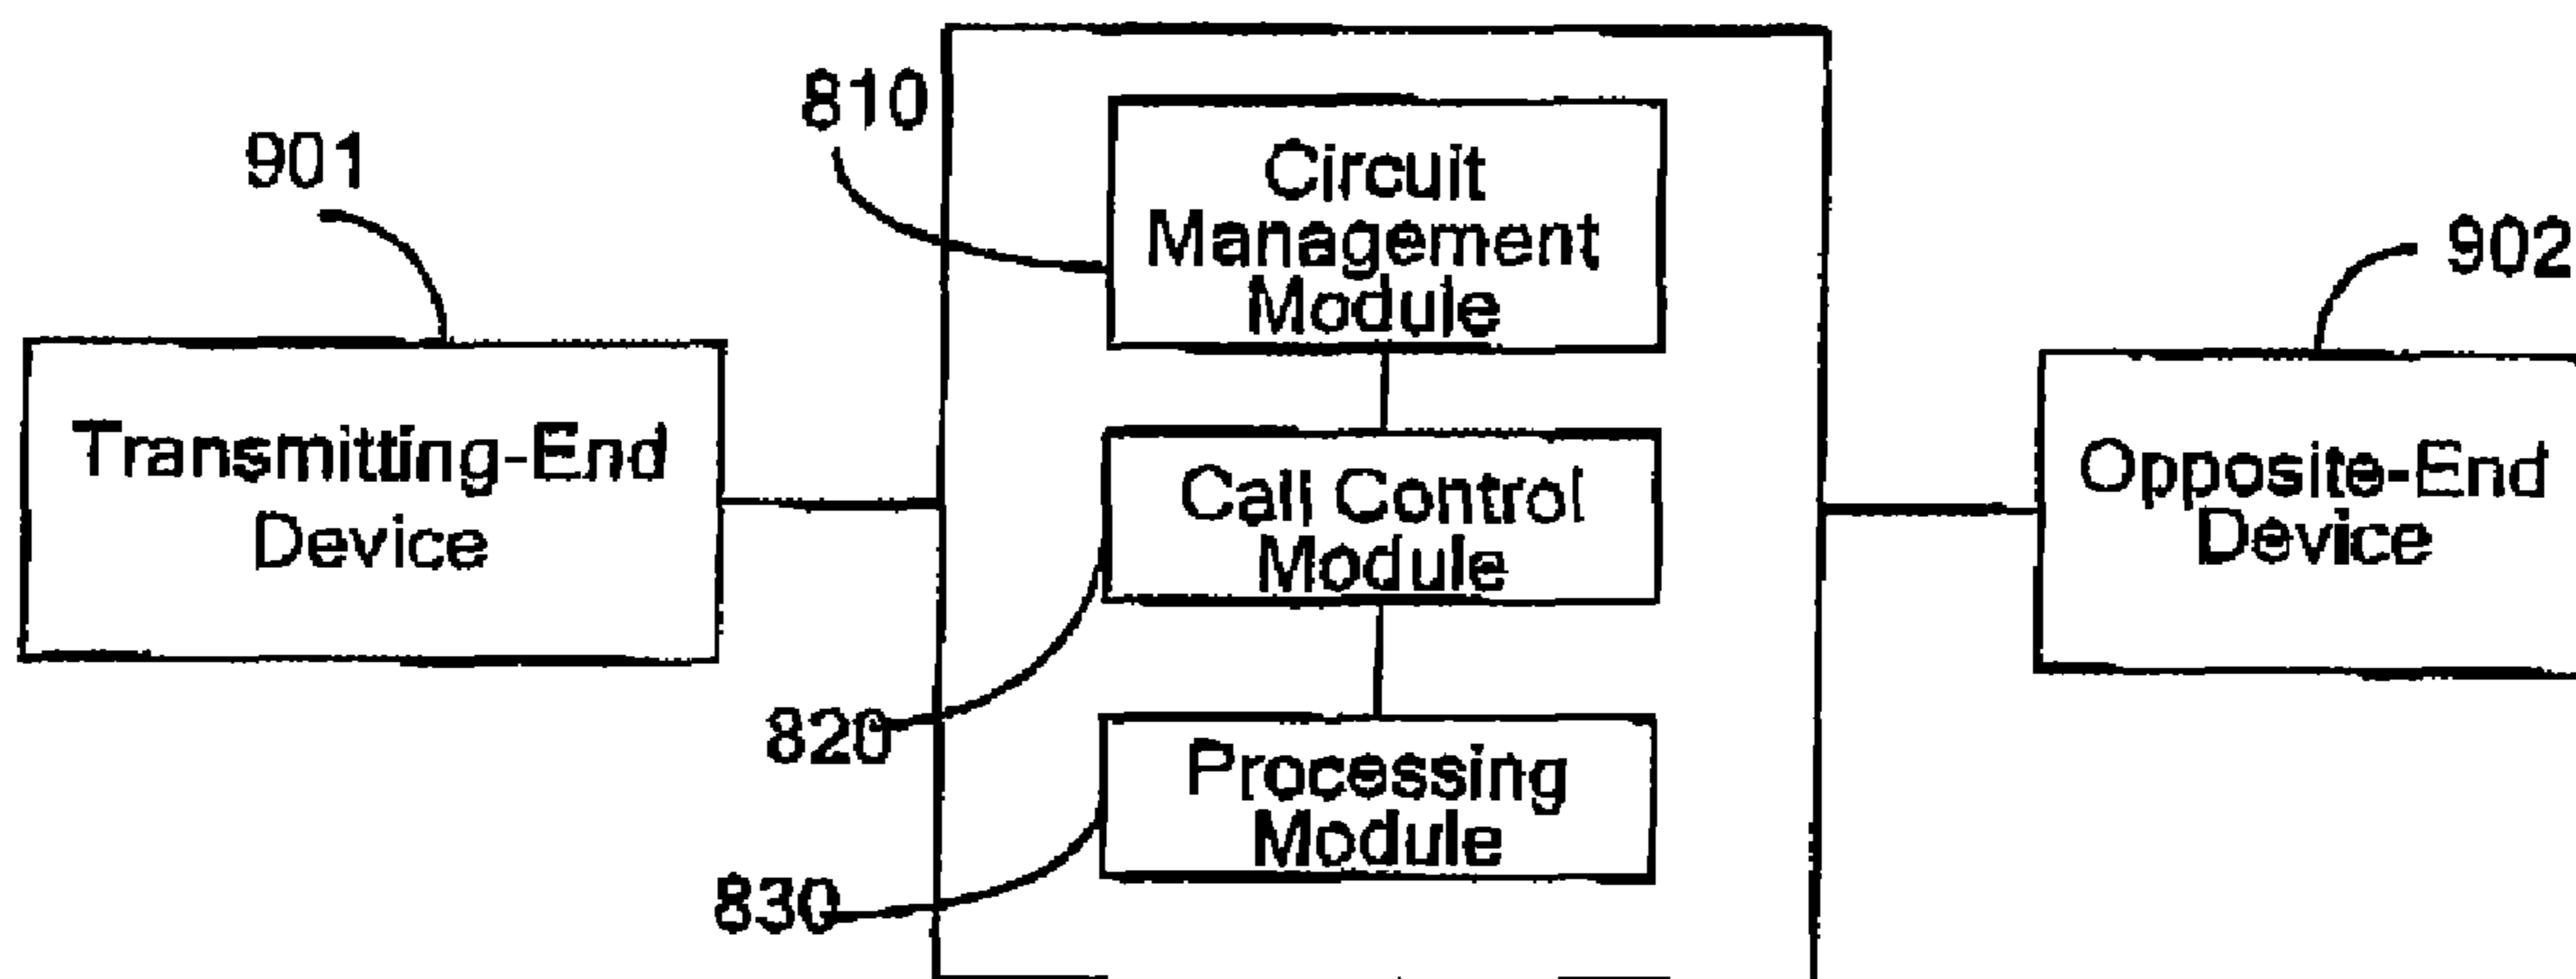 901
Transmitting-End
Device
810
Circuit
Management
Module
820
Call Control
Module
830
Processing
Module
902
Opposite-End
Device